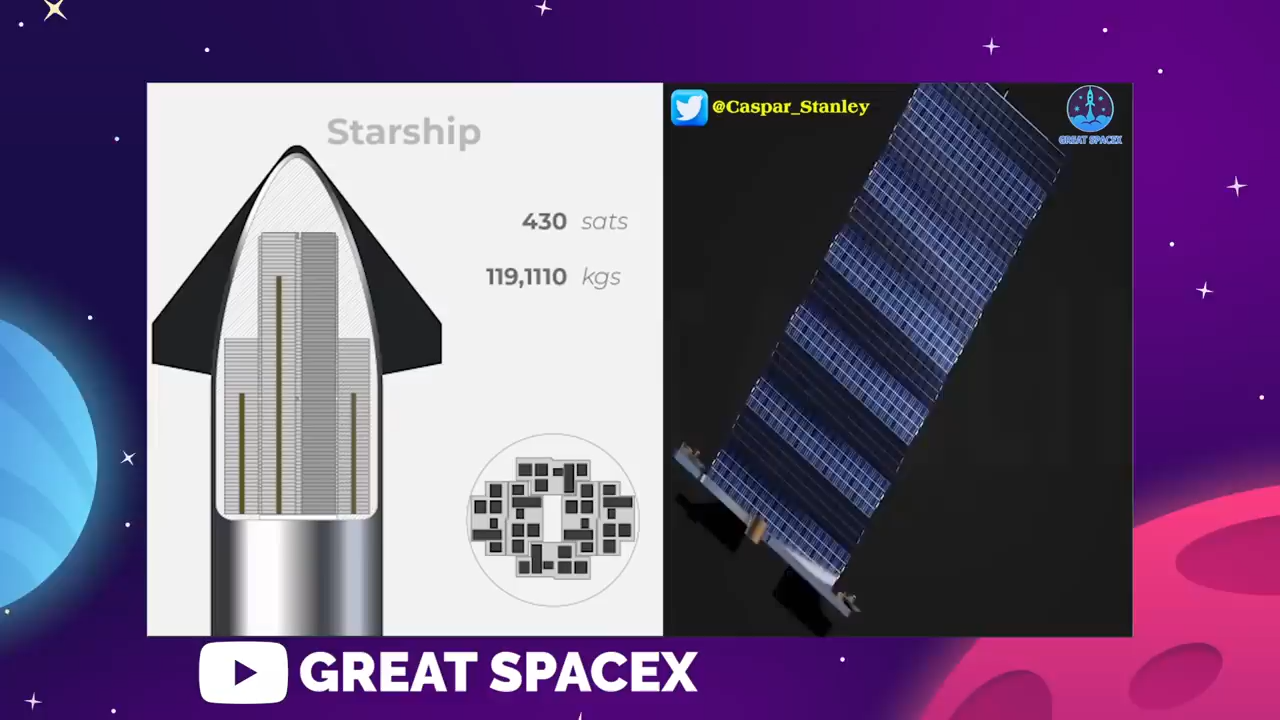 Starship
430 sats
119,1110 kgs
@Caspar_Stanley
GREAT SPACEX
GREAT SPACEX